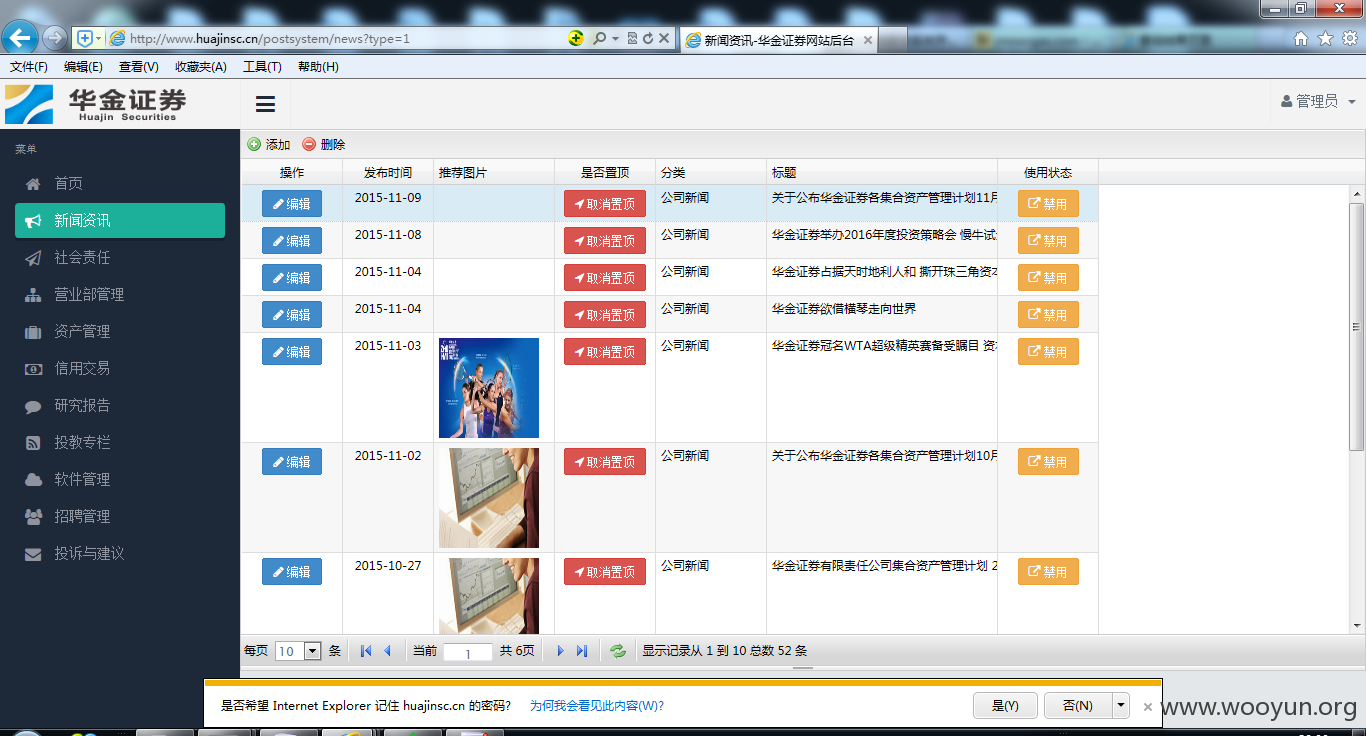 http://www.huajinsc.cn/postsystem/news?type=1
新闻资讯-华金证券网站后台
文件(F) 编辑(E) 查看(V) 收藏夹(A) 工具(T) 帮助(H)
华金证券
Huajin Securities
管理员
菜单
首页
新闻资讯
社会责任
营业部管理
资产管理
信用交易
研究报告
投教专栏
软件管理
招聘管理
投诉与建议
添加 删除
操作 发布时间 推荐图片 是否置顶 分类 标题 使用状态
编辑 2015-11-09 取消置顶 公司新闻 关于公布华金证券各集合资产管理计划11月 禁用
编辑 2015-11-08 取消置顶 公司新闻 华金证券举办2016年度投资策略会 慢牛试 禁用
编辑 2015-11-04 取消置顶 公司新闻 华金证券占据天时地利人和 撕开珠三角资本 禁用
编辑 2015-11-04 取消置顶 公司新闻 华金证券欲借横琴走向世界 禁用
编辑 2015-11-03 取消置顶 公司新闻 华金证券冠名WTA超级精英赛备受瞩目 资本 禁用
编辑 2015-11-02 取消置顶 公司新闻 关于公布华金证券各集合资产管理计划10月 禁用
编辑 2015-10-27 取消置顶 公司新闻 华金证券有限责任公司集合资产管理计划 2 禁用
每页 10 条 当前 1 共 6页 显示记录从 1 到 10 总数 52 条
是否希望 Internet Explorer 记住 huajinsc.cn 的密码? 为何我会看见此内容(W)? 是(Y) 否(N)
www.wooyun.org